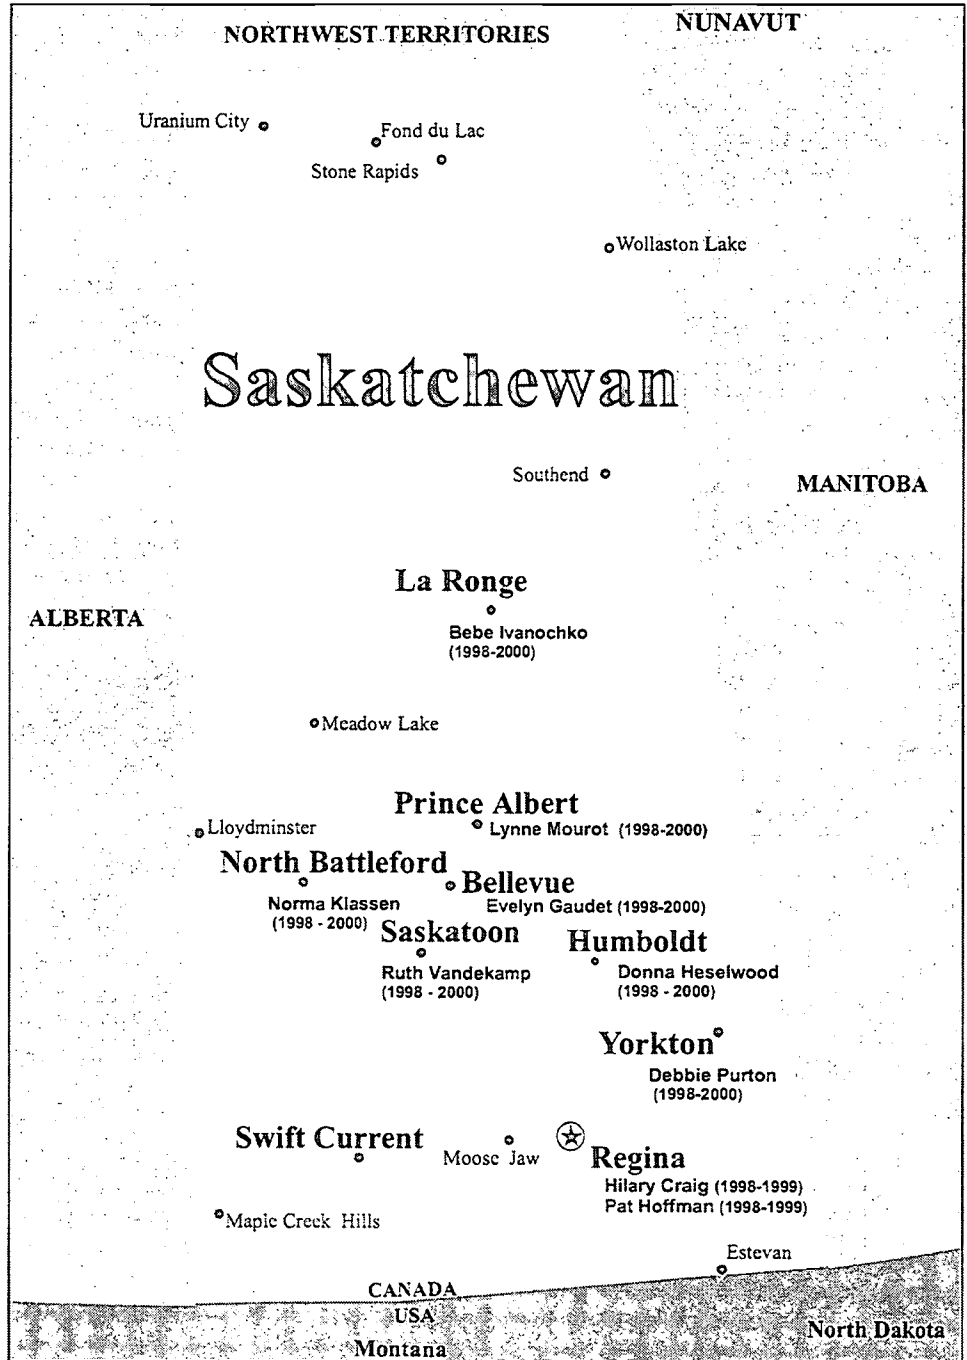 NORTHWEST TERRITORIES
NUNAVUT
Uranium City
Fond du Lac
Stone Rapids
Wollaston Lake
Saskatchewan
Southend
MANITOBA
La Ronge
ALBERTA
Bebe Ivanochko
(1998-2000)
Meadow Lake
Prince Albert
Lynne Mourot (1998-2000)
Lloydminster
North Battleford
Bellevue
Norma Klassen
(1998 - 2000)
Evelyn Gaudet (1998-2000)
Saskatoon
Humboldt
Ruth Vandekamp
(1998 - 2000)
Donna Heselwood
(1998 - 2000)
Yorkton
Debbie Purton
(1998-2000)
Swift Current
Moose Jaw
Regina
Hilary Craig (1998-1999)
Pat Hoffman (1998-1999)
Maple Creek Hills
Estevan
CANADA
USA
Montana
North Dakota